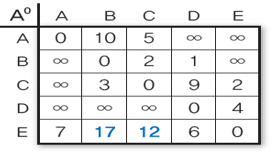 A⁰ A B C D E
A 0 10 5 ∞ ∞
B ∞ 0 2 1 ∞
C ∞ 3 0 9 2
D ∞ ∞ ∞ 0 4
E 7 17 12 6 0